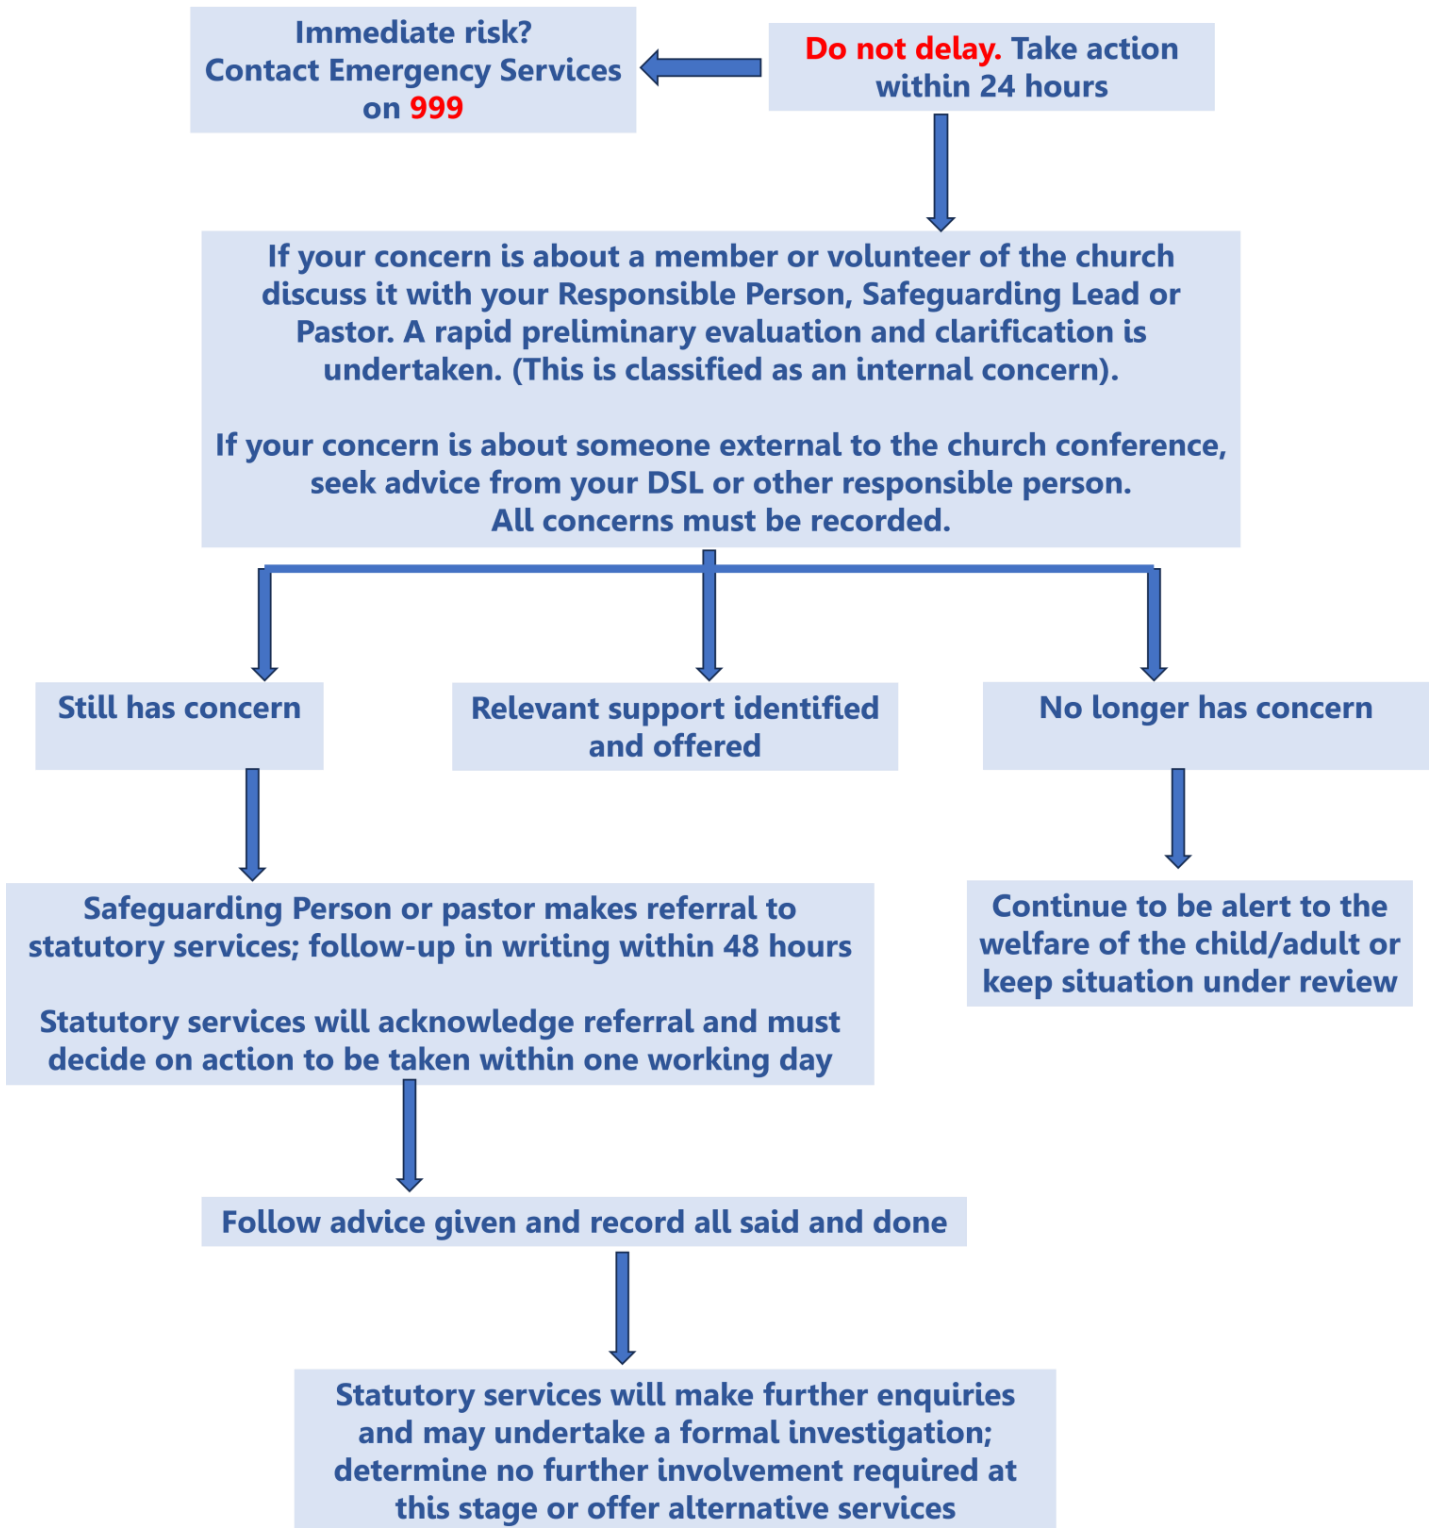 Immediate risk?
Contact Emergency Services
on 999
Do not delay. Take action
within 24 hours
If your concern is about a member or volunteer of the church
discuss it with your Responsible Person, Safeguarding Lead or
Pastor. A rapid preliminary evaluation and clarification is
undertaken. (This is classified as an internal concern).
If your concern is about someone external to the church conference,
seek advice from your DSL or other responsible person.
All concerns must be recorded.
Still has concern
Relevant support identified
and offered
No longer has concern
Safeguarding Person or pastor makes referral to
statutory services; follow-up in writing within 48 hours
Statutory services will acknowledge referral and must
decide on action to be taken within one working day
Continue to be alert to the
welfare of the child/adult or
keep situation under review
Follow advice given and record all said and done
Statutory services will make further enquiries
and may undertake a formal investigation;
determine no further involvement required at
this stage or offer alternative services